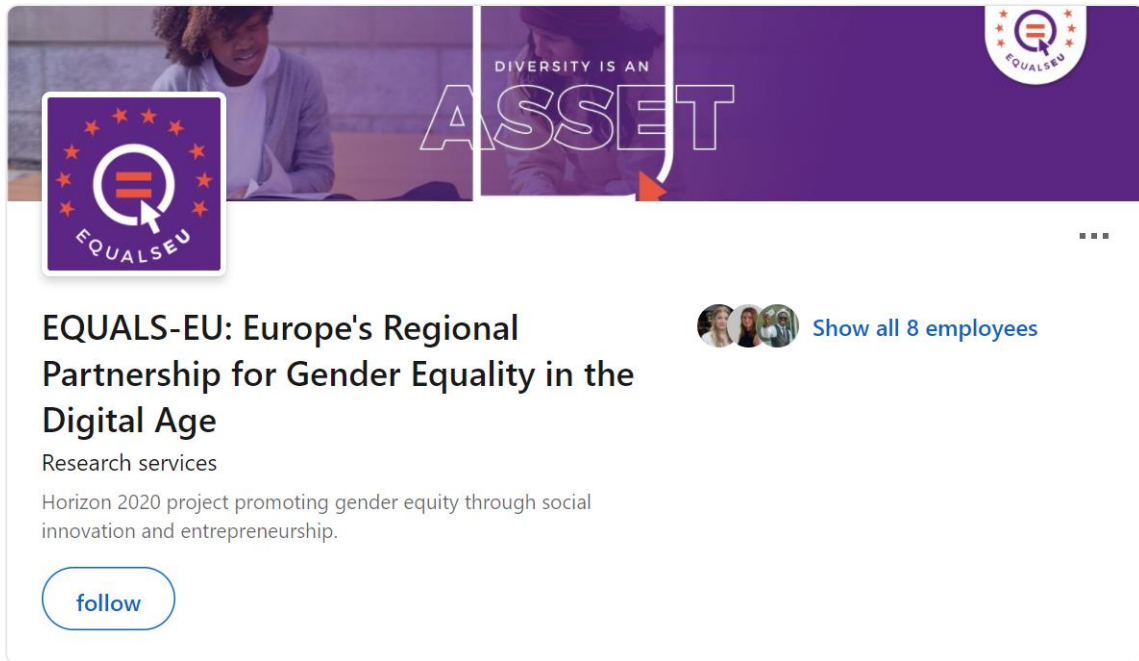 DIVERSITY IS AN
ASSET
EQUALSEU
EQUALSEU
EQUALS-EU: Europe's Regional
Partnership for Gender Equality in the
Digital Age
Show all 8 employees
Research services
Horizon 2020 project promoting gender equity through social
innovation and entrepreneurship.
follow